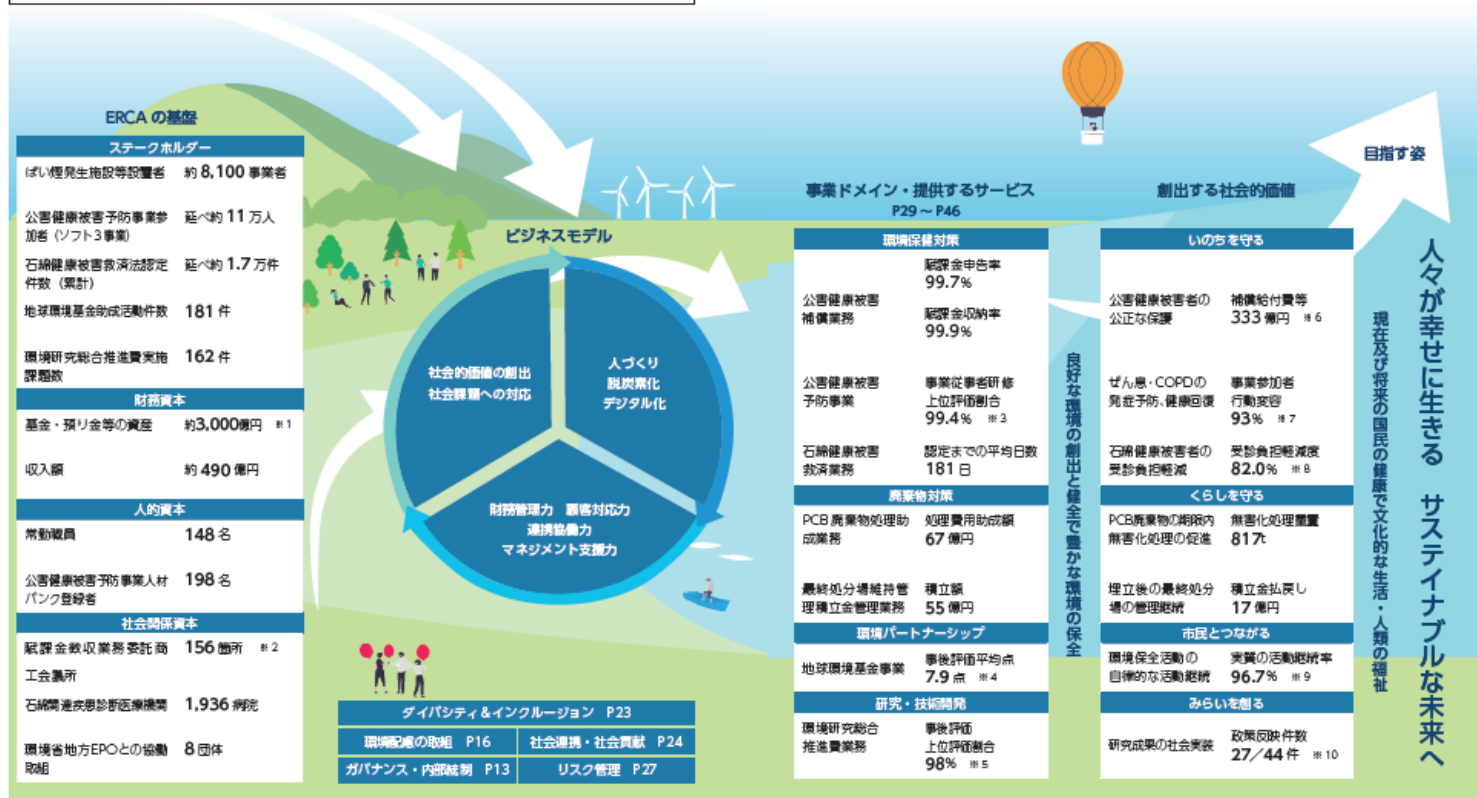 ERCA の基盤
ステークホルダー
ばい煙発生施設等設置者 約 8,100 事業者
公害健康被害予防事業参 延べ約 11 万人
加者（ソフト3事業）
石綿健康被害救済法認定 延べ約 1.7 万件
件数（累計）
地球環境基金助成活動件数 181 件
環境研究総合推進費実施 162 件
課題数
財務資本
基金・預り金等の資産 約3,000億円 ※1
収入額 約 490 億円
人的資本
常勤職員 148 名
公害健康被害予防事業人材 198 名
バンク登録者
社会関係資本
賦課金徴収業務委託商 156 箇所 ※2
工会議所
石綿関連疾患診断医療機関 1,936 病院
環境省地方EPOとの協働 8 団体
取組
ビジネスモデル
社会的価値の創出
社会課題への対応
人づくり
脱炭素化
デジタル化
財務管理力 顧客対応力
連携協働力
マネジメント支援力
ダイバシティ＆インクルージョン P23
環境配慮の取組 P16
社会連携・社会貢献 P24
ガバナンス・内部統制 P13
リスク管理 P27
事業ドメイン・提供するサービス
P29～P46
環境保健対策
公害健康被害
補償業務
賦課金申告率
99.7%
賦課金収納率
99.9%
公害健康被害
予防事業
事業従事者研修
上位評価割合
99.4% ※3
石綿健康被害
救済業務
認定までの平均日数
181 日
廃棄物対策
PCB 廃棄物処理助
成業務
処理費用助成額
67 億円
最終処分場維持管
理積立金管理業務
積立額
55 億円
環境パートナーシップ
地球環境基金事業
事後評価平均点
7.9 点 ※4
研究・技術開発
環境研究総合
推進費業務
事後評価
上位評価割合
98% ※5
良好な環境の創出と健全で豊かな環境の保全
創出する社会的価値
いのちを守る
公害健康被害者の
公正な保護
補償給付費等
333 億円 ※6
ぜん息・COPDの
発症予防、健康回復
事業参加者
行動変容
93% ※7
石綿健康被害者の
受診負担軽減
受診負担軽減度
82.0% ※8
くらしを守る
PCB廃棄物の期限内
無害化処理の促進
無害化処理重量
817t
埋立後の最終処分
場の管理継続
積立金払戻し
17 億円
市民とつながる
環境保全活動の
自律的な活動継続
実質の活動継続率
96.7% ※9
みらいを創る
研究成果の社会実装
政策反映件数
27/44 件 ※10
目指す姿
人々が幸せに生きる サステイナブルな未来へ
現在及び将来の国民の健康で文化的な生活・人類の福祉